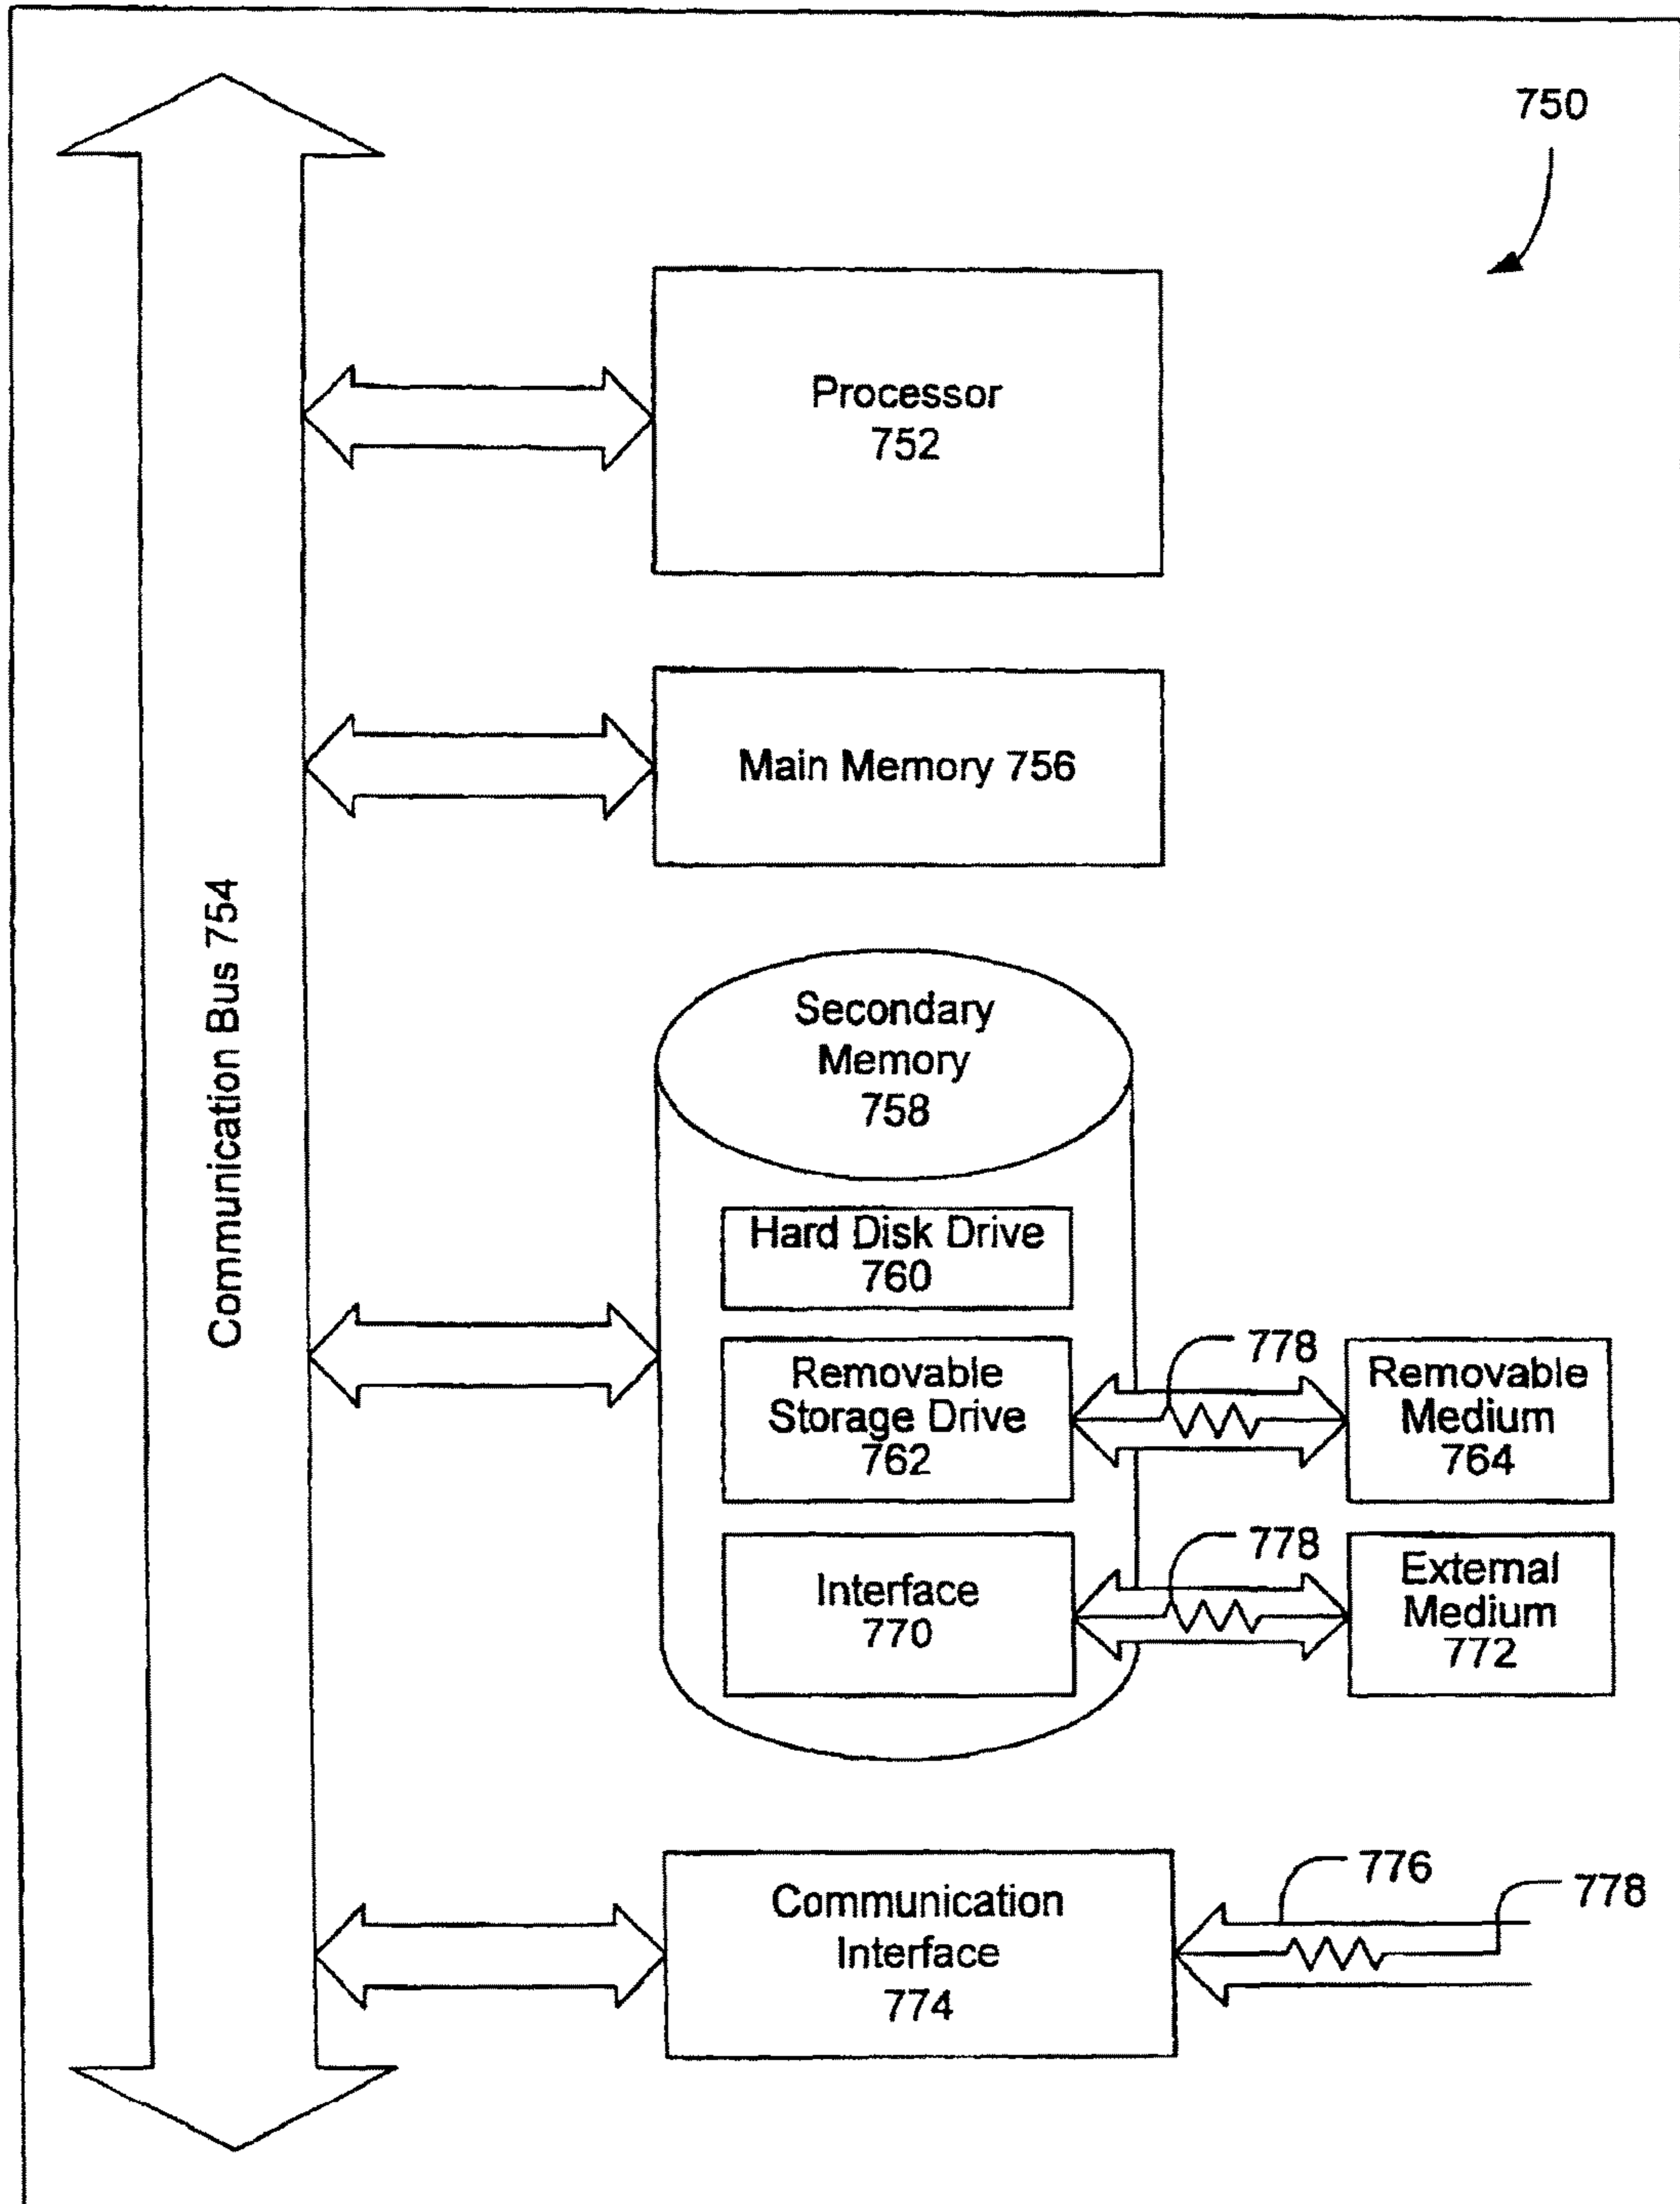 750
Processor
752
Main Memory 756
Communication Bus 754
Secondary
Memory
758
Hard Disk Drive
760
Removable
Storage Drive
762
778
Removable
Medium
764
Interface
770
778
External
Medium
772
Communication
Interface
774
776
778